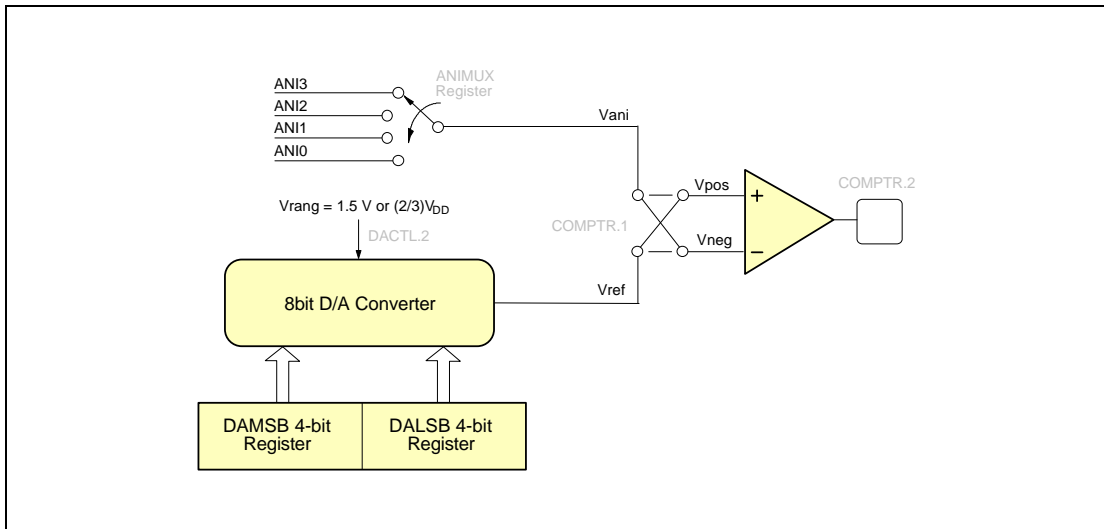 ANI3
ANI2
ANI1
ANI0
ANIMUX
Register
Vani
Vrang = 1.5 V or (2/3)VDD
DACTL.2
COMPTR.1
Vpos
+
Vneg
−
COMPTR.2
8bit D/A Converter
Vref
DAMSB 4-bit
Register
DALSB 4-bit
Register